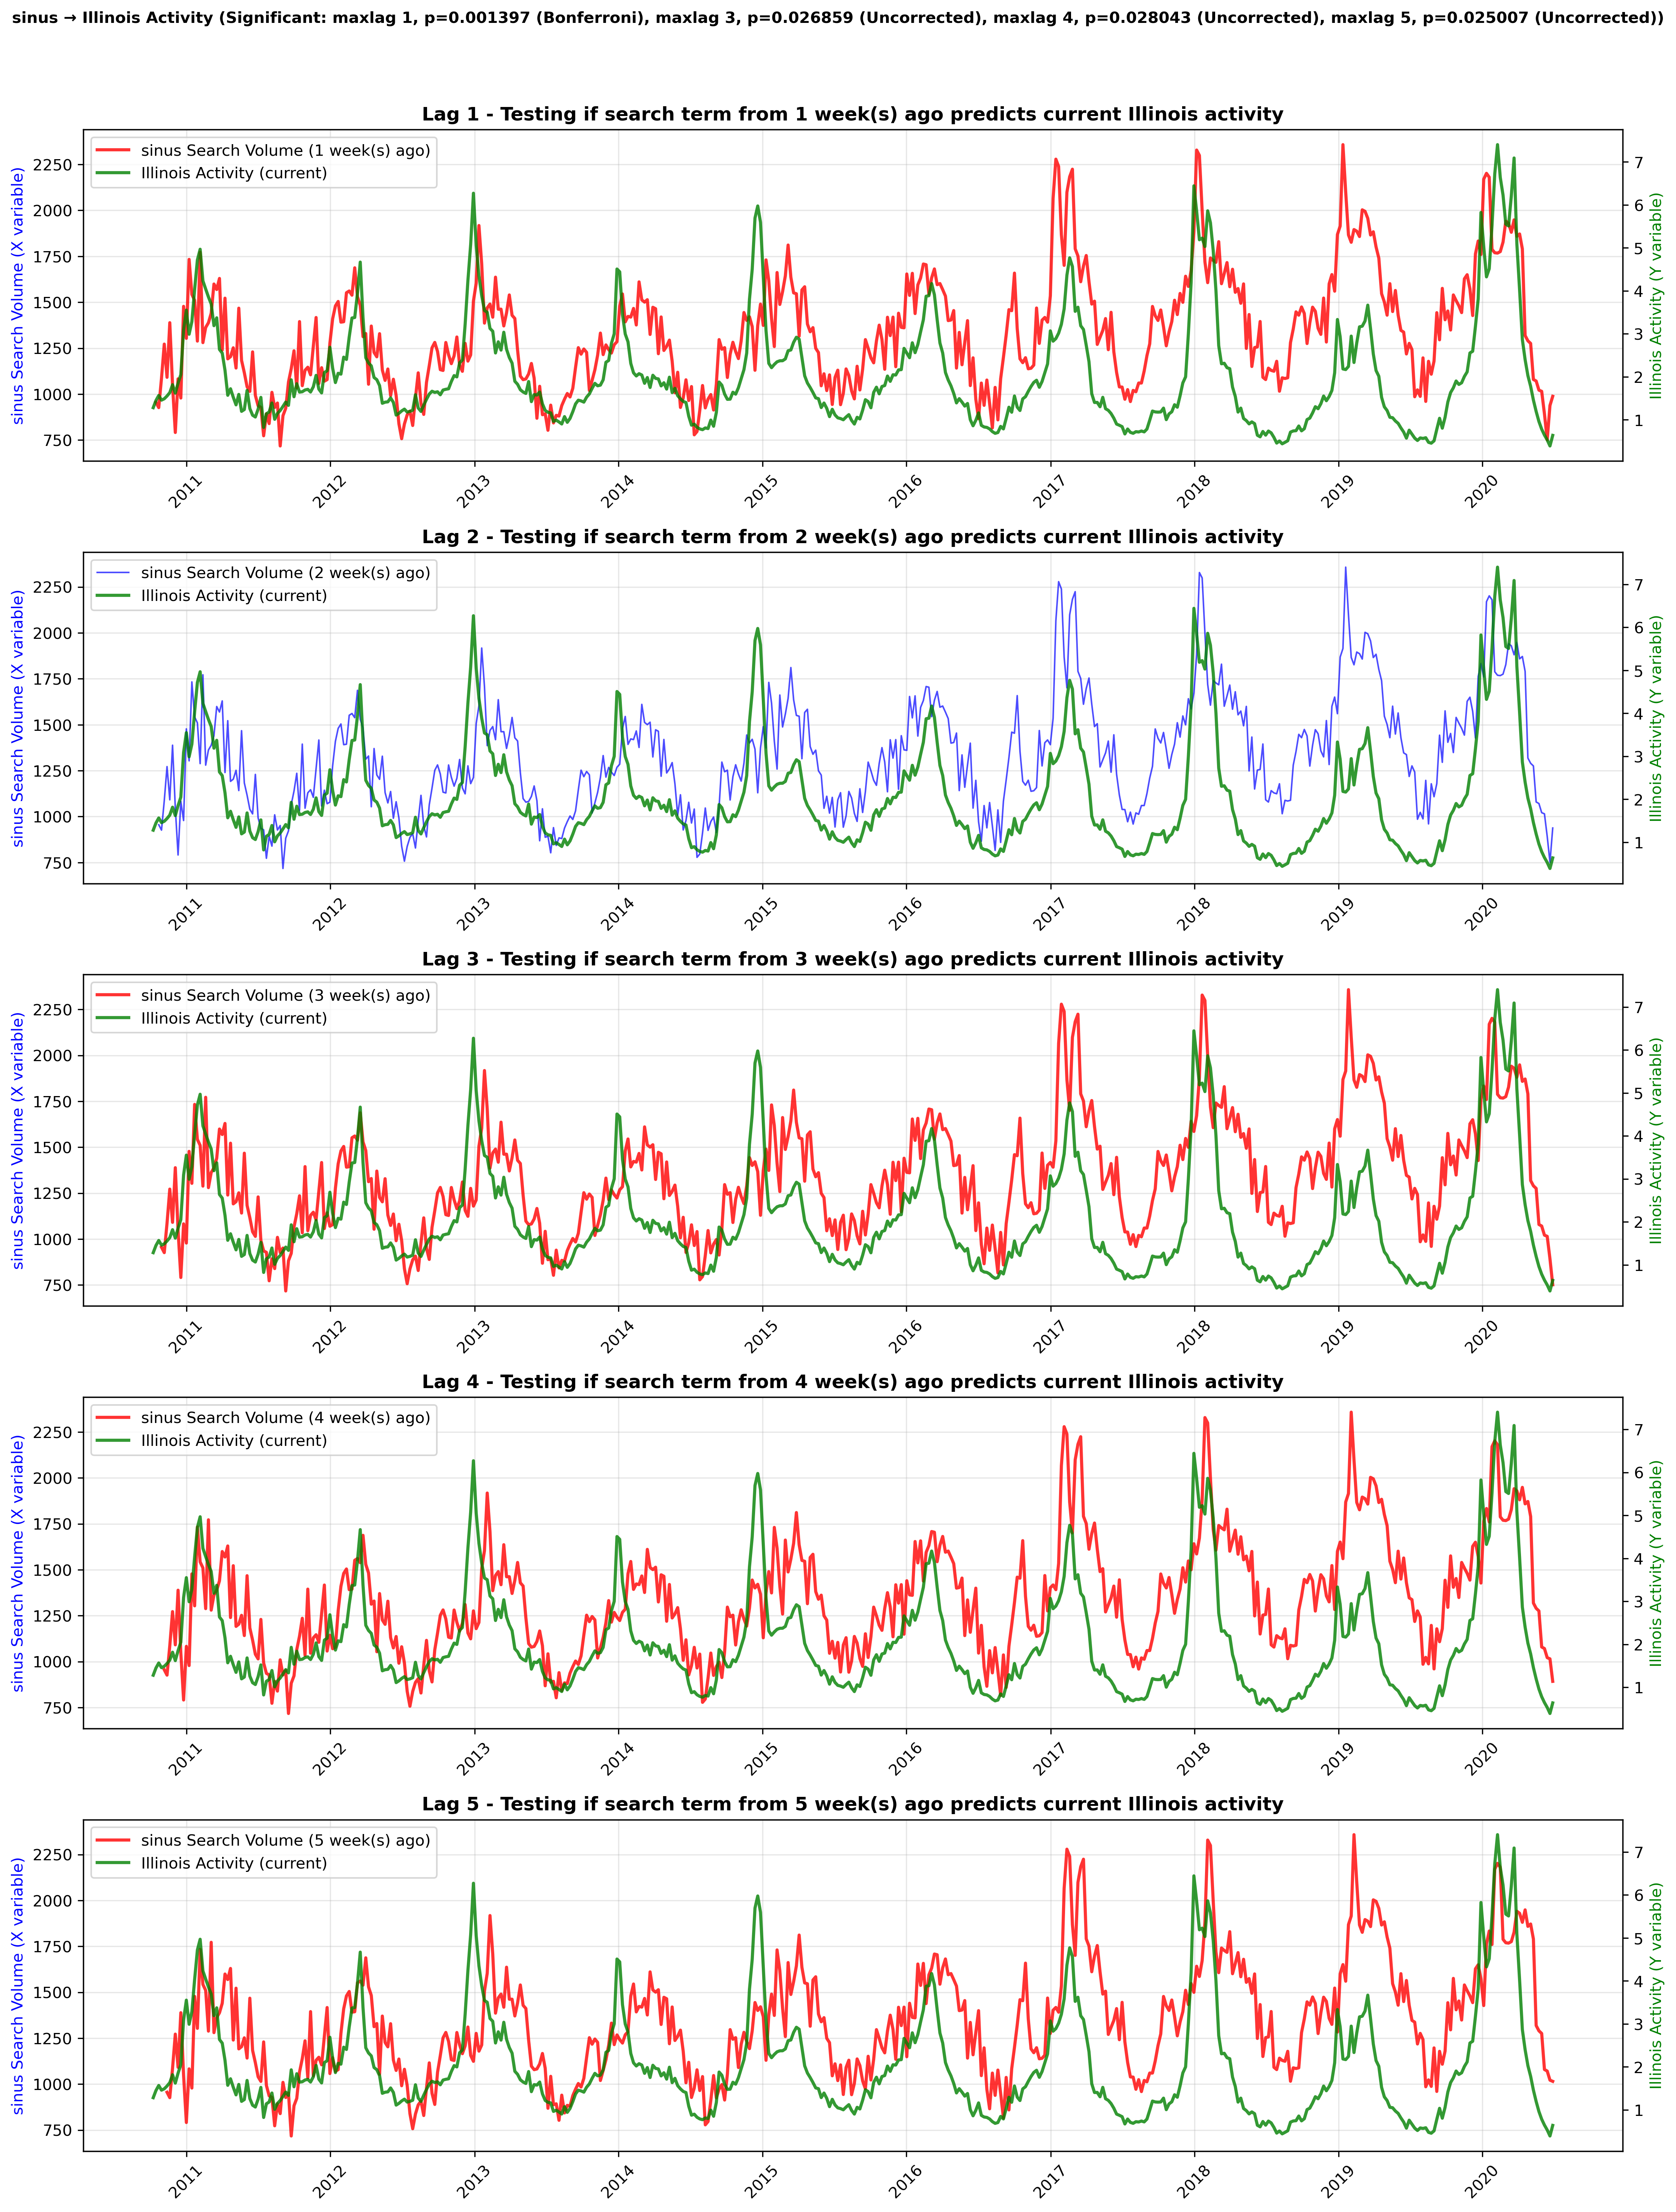 sinus → Illinois Activity (Significant: maxlag 1, p=0.001397 (Bonferroni), maxlag 3, p=0.026859 (Uncorrected), maxlag 4, p=0.028043 (Uncorrected), maxlag 5, p=0.025007 (Uncorrected))
Lag 1 - Testing if search term from 1 week(s) ago predicts current Illinois activity
sinus Search Volume (1 week(s) ago)
Illinois Activity (current)
sinus Search Volume (X variable)
2250
2000
1750
1500
1250
1000
750
7
6
5
4
3
2
1
Illinois Activity (Y variable)
2011 2012 2013 2014 2015 2016 2017 2018 2019 2020
Lag 2 - Testing if search term from 2 week(s) ago predicts current Illinois activity
sinus Search Volume (2 week(s) ago)
Illinois Activity (current)
sinus Search Volume (X variable)
2250
2000
1750
1500
1250
1000
750
7
6
5
4
3
2
1
Illinois Activity (Y variable)
2011 2012 2013 2014 2015 2016 2017 2018 2019 2020
Lag 3 - Testing if search term from 3 week(s) ago predicts current Illinois activity
sinus Search Volume (3 week(s) ago)
Illinois Activity (current)
sinus Search Volume (X variable)
2250
2000
1750
1500
1250
1000
750
7
6
5
4
3
2
1
Illinois Activity (Y variable)
2011 2012 2013 2014 2015 2016 2017 2018 2019 2020
Lag 4 - Testing if search term from 4 week(s) ago predicts current Illinois activity
sinus Search Volume (4 week(s) ago)
Illinois Activity (current)
sinus Search Volume (X variable)
2250
2000
1750
1500
1250
1000
750
7
6
5
4
3
2
1
Illinois Activity (Y variable)
2011 2012 2013 2014 2015 2016 2017 2018 2019 2020
Lag 5 - Testing if search term from 5 week(s) ago predicts current Illinois activity
sinus Search Volume (5 week(s) ago)
Illinois Activity (current)
sinus Search Volume (X variable)
2250
2000
1750
1500
1250
1000
750
7
6
5
4
3
2
1
Illinois Activity (Y variable)
2011 2012 2013 2014 2015 2016 2017 2018 2019 2020